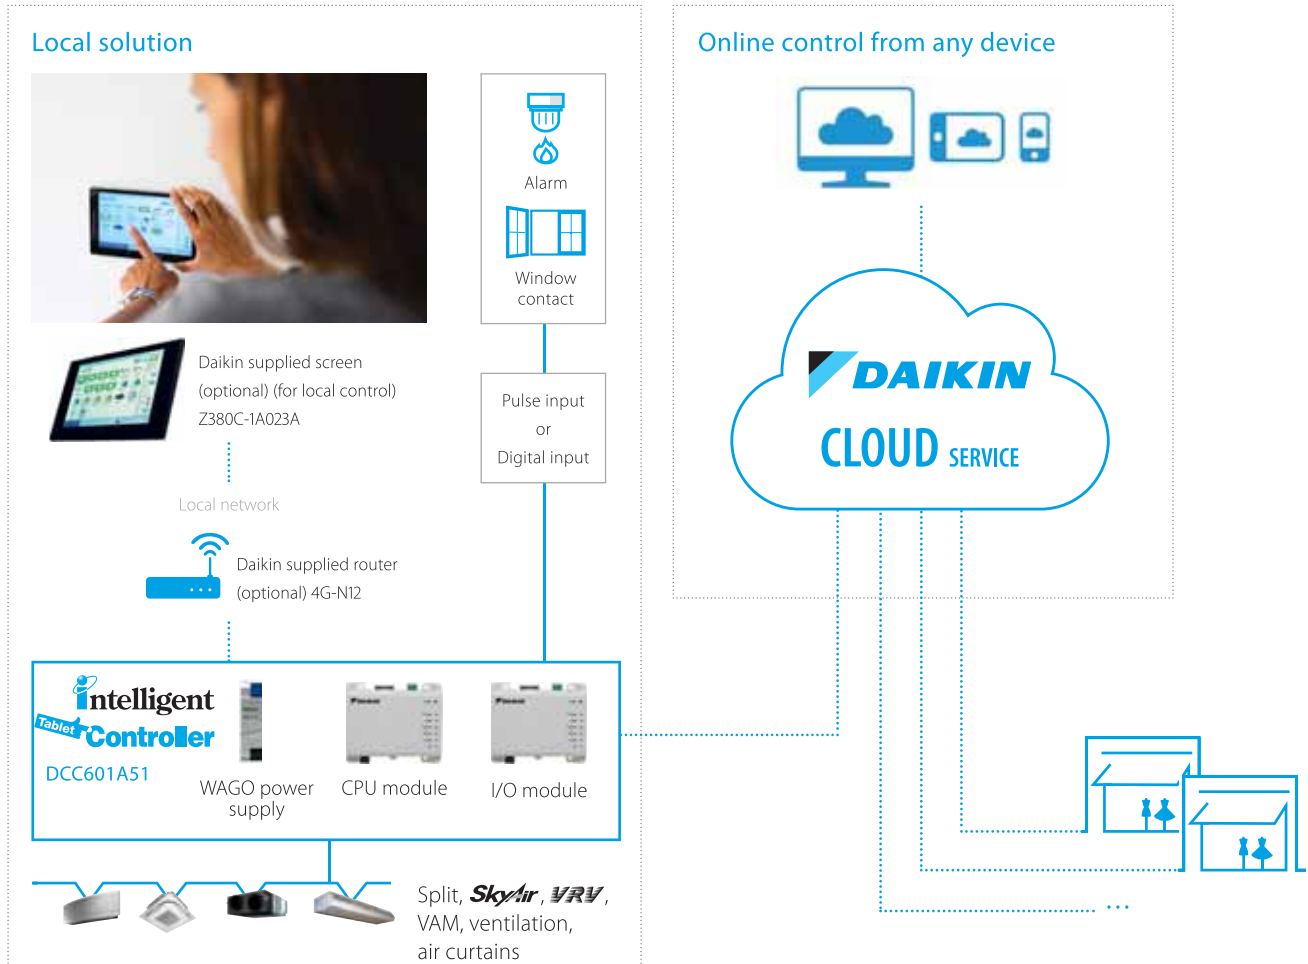 Local solution
Alarm
Window
contact
Daikin supplied screen
(optional) (for local control)
Z380C-1A023A
Pulse input
or
Digital input
Local network
Daikin supplied router
(optional) 4G-N12
intelligent
Tablet Controller
DCC601A51
WAGO power
supply
CPU module
I/O module
Split, SkyAir, VRV,
VAM, ventilation,
air curtains
Online control from any device
DAIKIN
CLOUD SERVICE
...